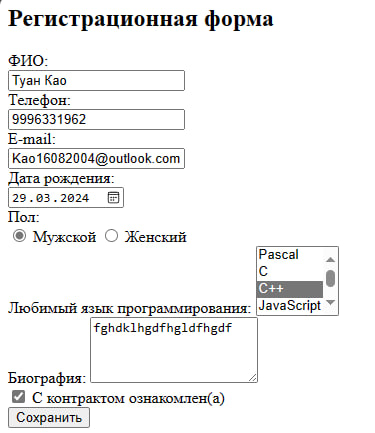 Регистрационная форма
ФИО:
Туан Као
Телефон:
9996331962
E-mail:
Kao16082004@outlook.com
Дата рождения:
29.03.2024
Пол:
Мужской Женский
Pascal
C
C++
JavaScript
Любимый язык программирования:
fghdklhgdfhgldfhgdf
Биография:
С контрактом ознакомлен(а)
Сохранить